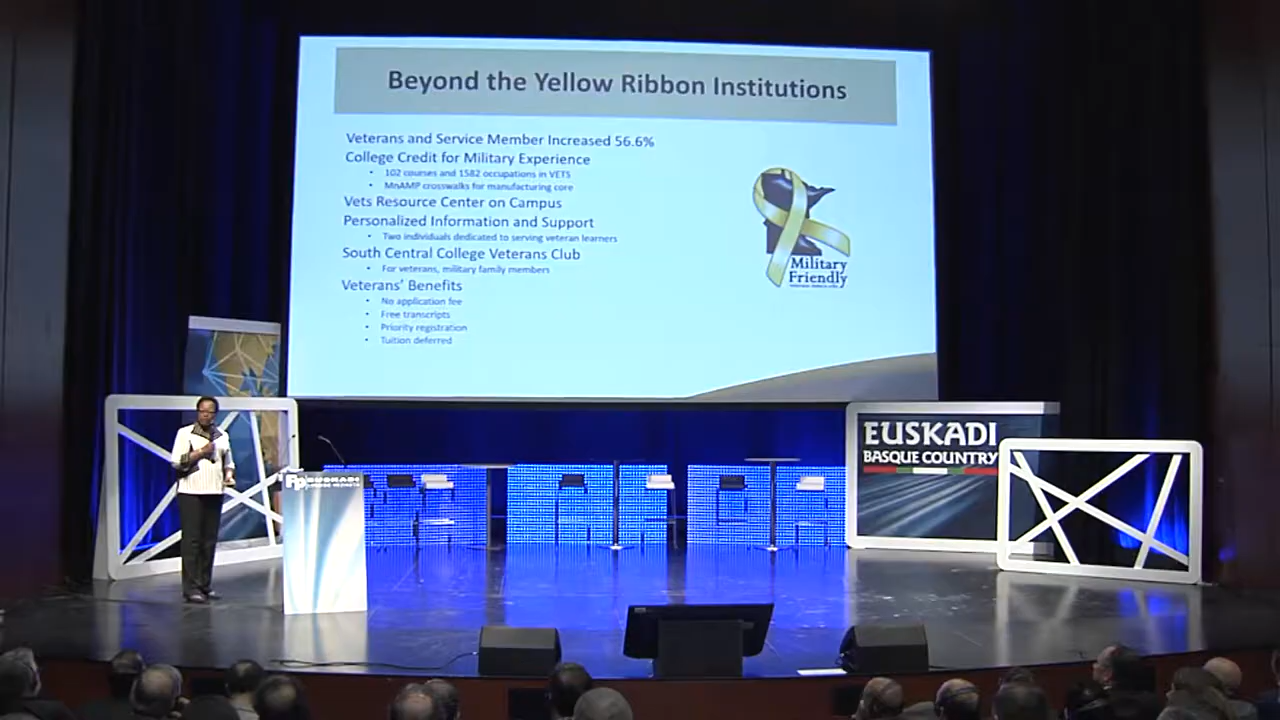 Beyond the Yellow Ribbon Institutions
Veterans and Service Member Increased 56.6%
College Credit for Military Experience
• 102 courses and 1582 occupations in VETS
• MnAMP crosswalks for manufacturing core
Vets Resource Center on Campus
Personalized Information and Support
• Two individuals dedicated to serving veteran learners
South Central College Veterans Club
• For veterans, military family members
Veterans' Benefits
• No application fee
• Free transcripts
• Priority registration
• Tuition deferred
Military
Friendly
EUSKADI
BASQUE COUNTRY
FP EUSKADI